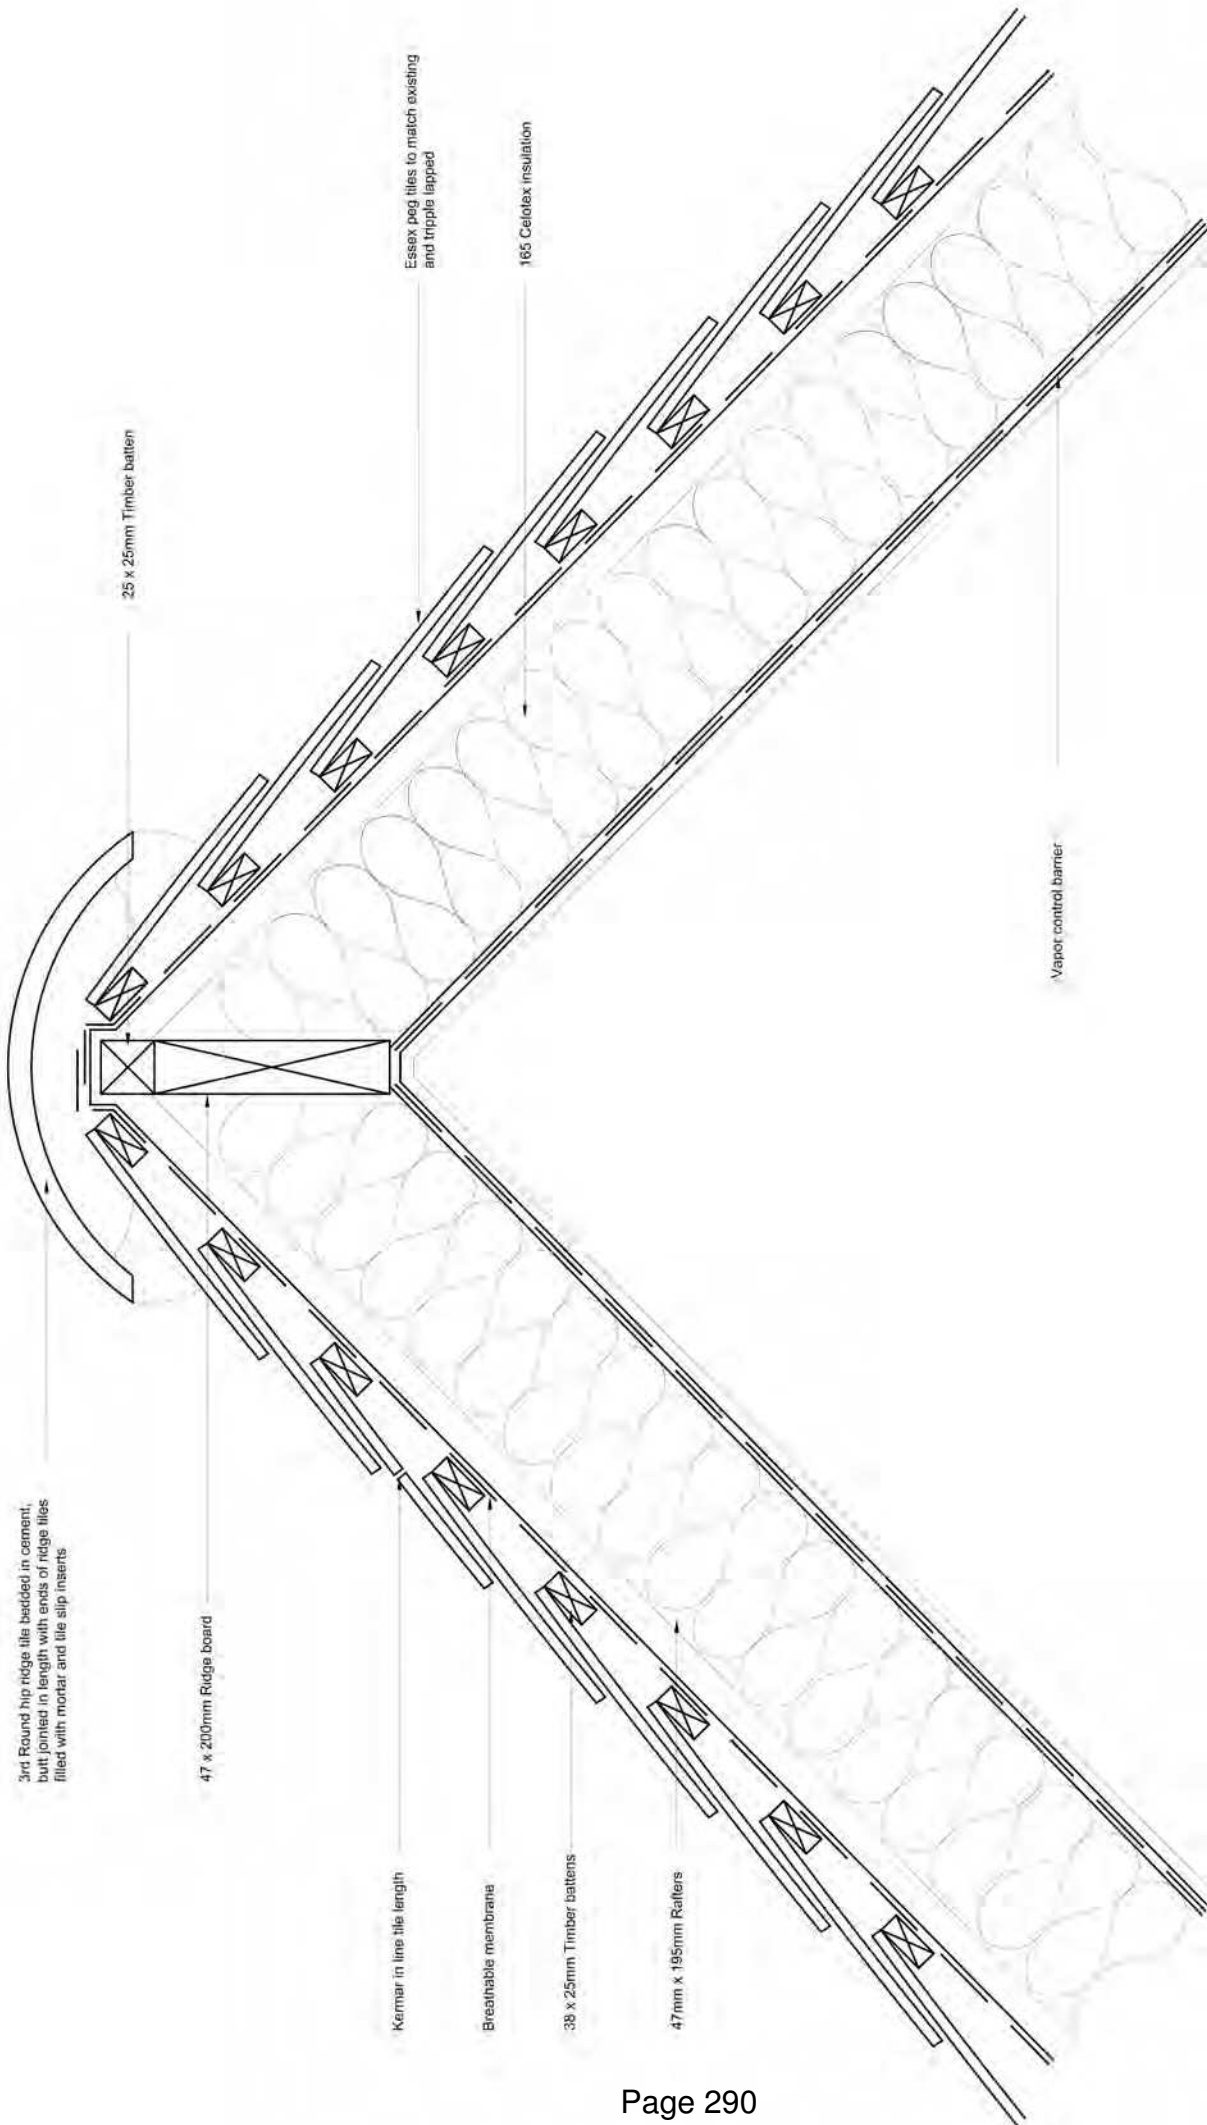 3rd Round hip ridge tile bedded in cement,
butt jointed in length with ends of ridge tiles
filled with mortar and tile slip inserts
47 x 200mm Ridge board
Kermar in line tile length
Breathable membrane
38 x 25mm Timber battens
47mm x 195mm Rafters
25 x 25mm Timber batten
Essex peg tiles to match existing
and tripple lapped
165 Celotex insulation
Vapor control barrier
Page 290